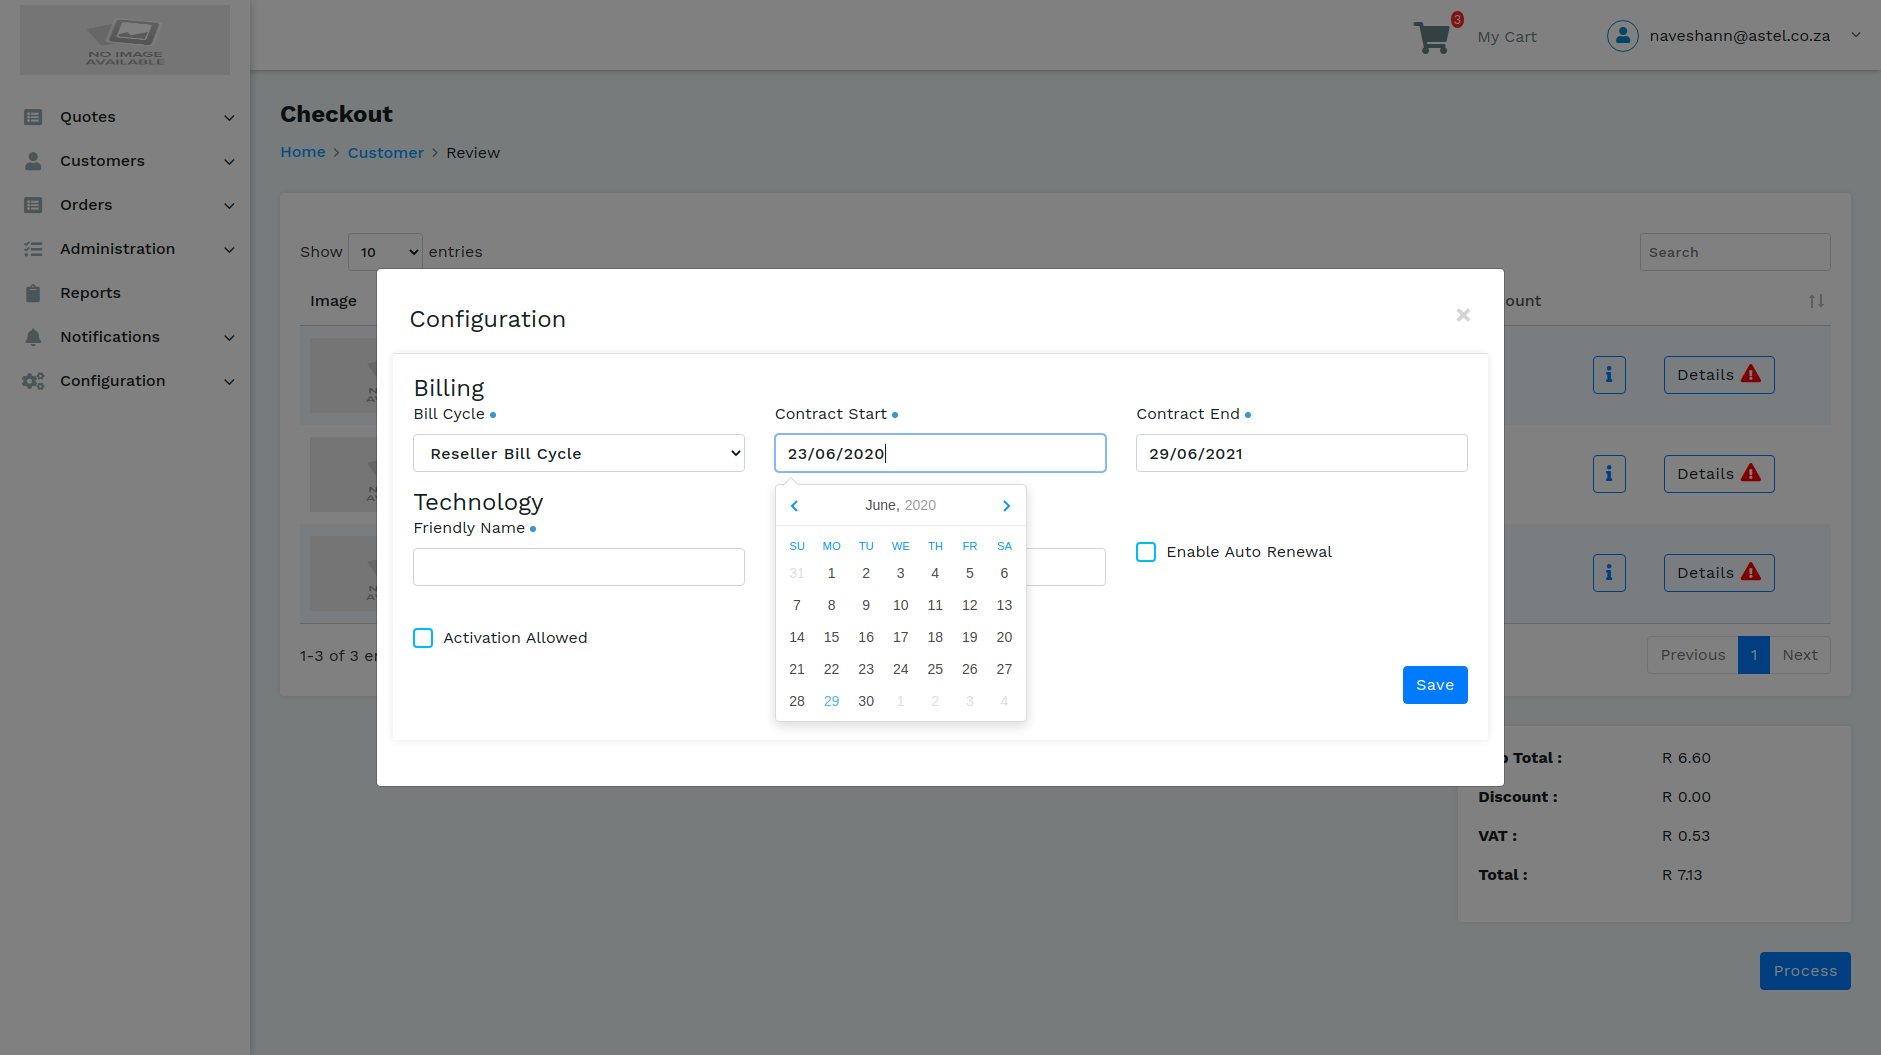 NO IMAGE
AVAILABLE
3
My Cart
naveshann@astel.co.za
Quotes
Customers
Orders
Administration
Reports
Notifications
Configuration
Checkout
Home > Customer > Review
Show 10 entries
Search
Image
ount
Details
Details
Details
1-3 of 3 er
Previous 1 Next
Configuration
×
Billing
Bill Cycle
Contract Start
Contract End
Reseller Bill Cycle
23/06/2020
29/06/2021
Technology
Friendly Name
Enable Auto Renewal
Activation Allowed
June, 2020
SU MO TU WE TH FR SA
31 1 2 3 4 5 6
7 8 9 10 11 12 13
14 15 16 17 18 19 20
21 22 23 24 25 26 27
28 29 30 1 2 3 4
Save
Total : R 6.60
Discount : R 0.00
VAT : R 0.53
Total : R 7.13
Process